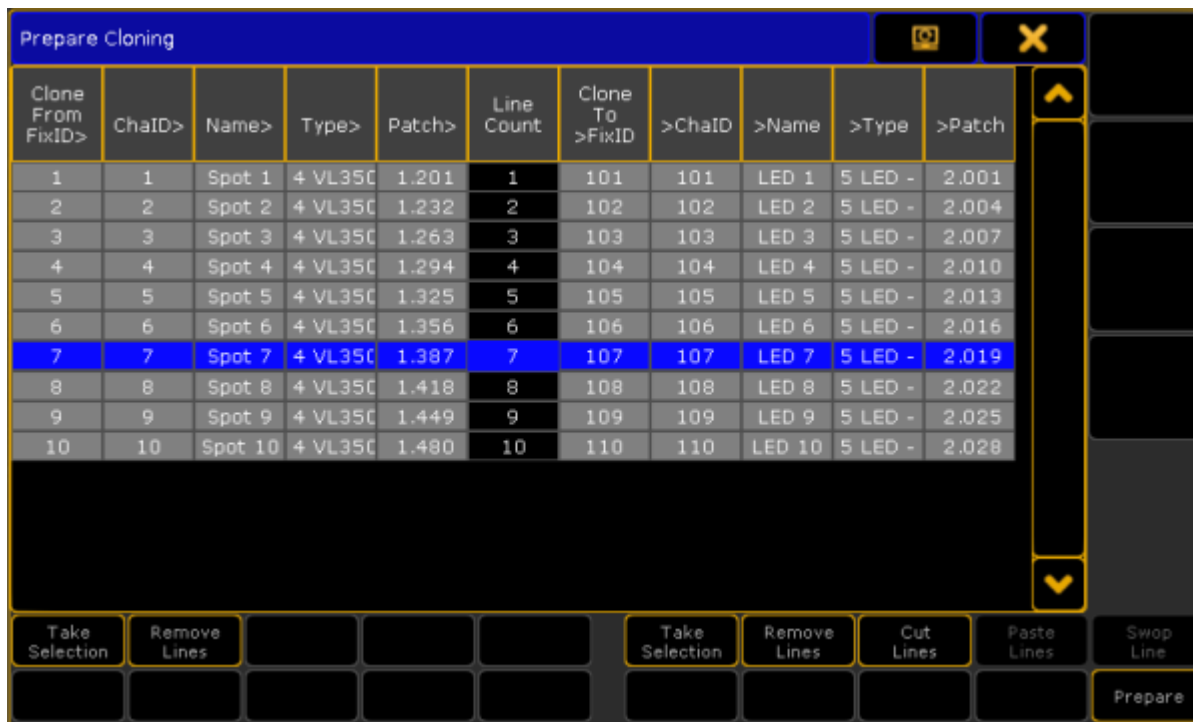 Prepare Cloning
Clone From FixID> ChaID> Name> Type> Patch> Line Count Clone To >FixID >ChaID >Name >Type >Patch
1 1 Spot 1 4 VL350 1.201 1 101 101 LED 1 5 LED - 2.001
2 2 Spot 2 4 VL350 1.232 2 102 102 LED 2 5 LED - 2.004
3 3 Spot 3 4 VL350 1.263 3 103 103 LED 3 5 LED - 2.007
4 4 Spot 4 4 VL350 1.294 4 104 104 LED 4 5 LED - 2.010
5 5 Spot 5 4 VL350 1.325 5 105 105 LED 5 5 LED - 2.013
6 6 Spot 6 4 VL350 1.356 6 106 106 LED 6 5 LED - 2.016
7 7 Spot 7 4 VL350 1.387 7 107 107 LED 7 5 LED - 2.019
8 8 Spot 8 4 VL350 1.418 8 108 108 LED 8 5 LED - 2.022
9 9 Spot 9 4 VL350 1.449 9 109 109 LED 9 5 LED - 2.025
10 10 Spot 10 4 VL350 1.480 10 110 110 LED 10 5 LED - 2.028
Take Selection Remove Lines Take Selection Remove Lines Cut Lines Paste Lines Swop Line
Prepare